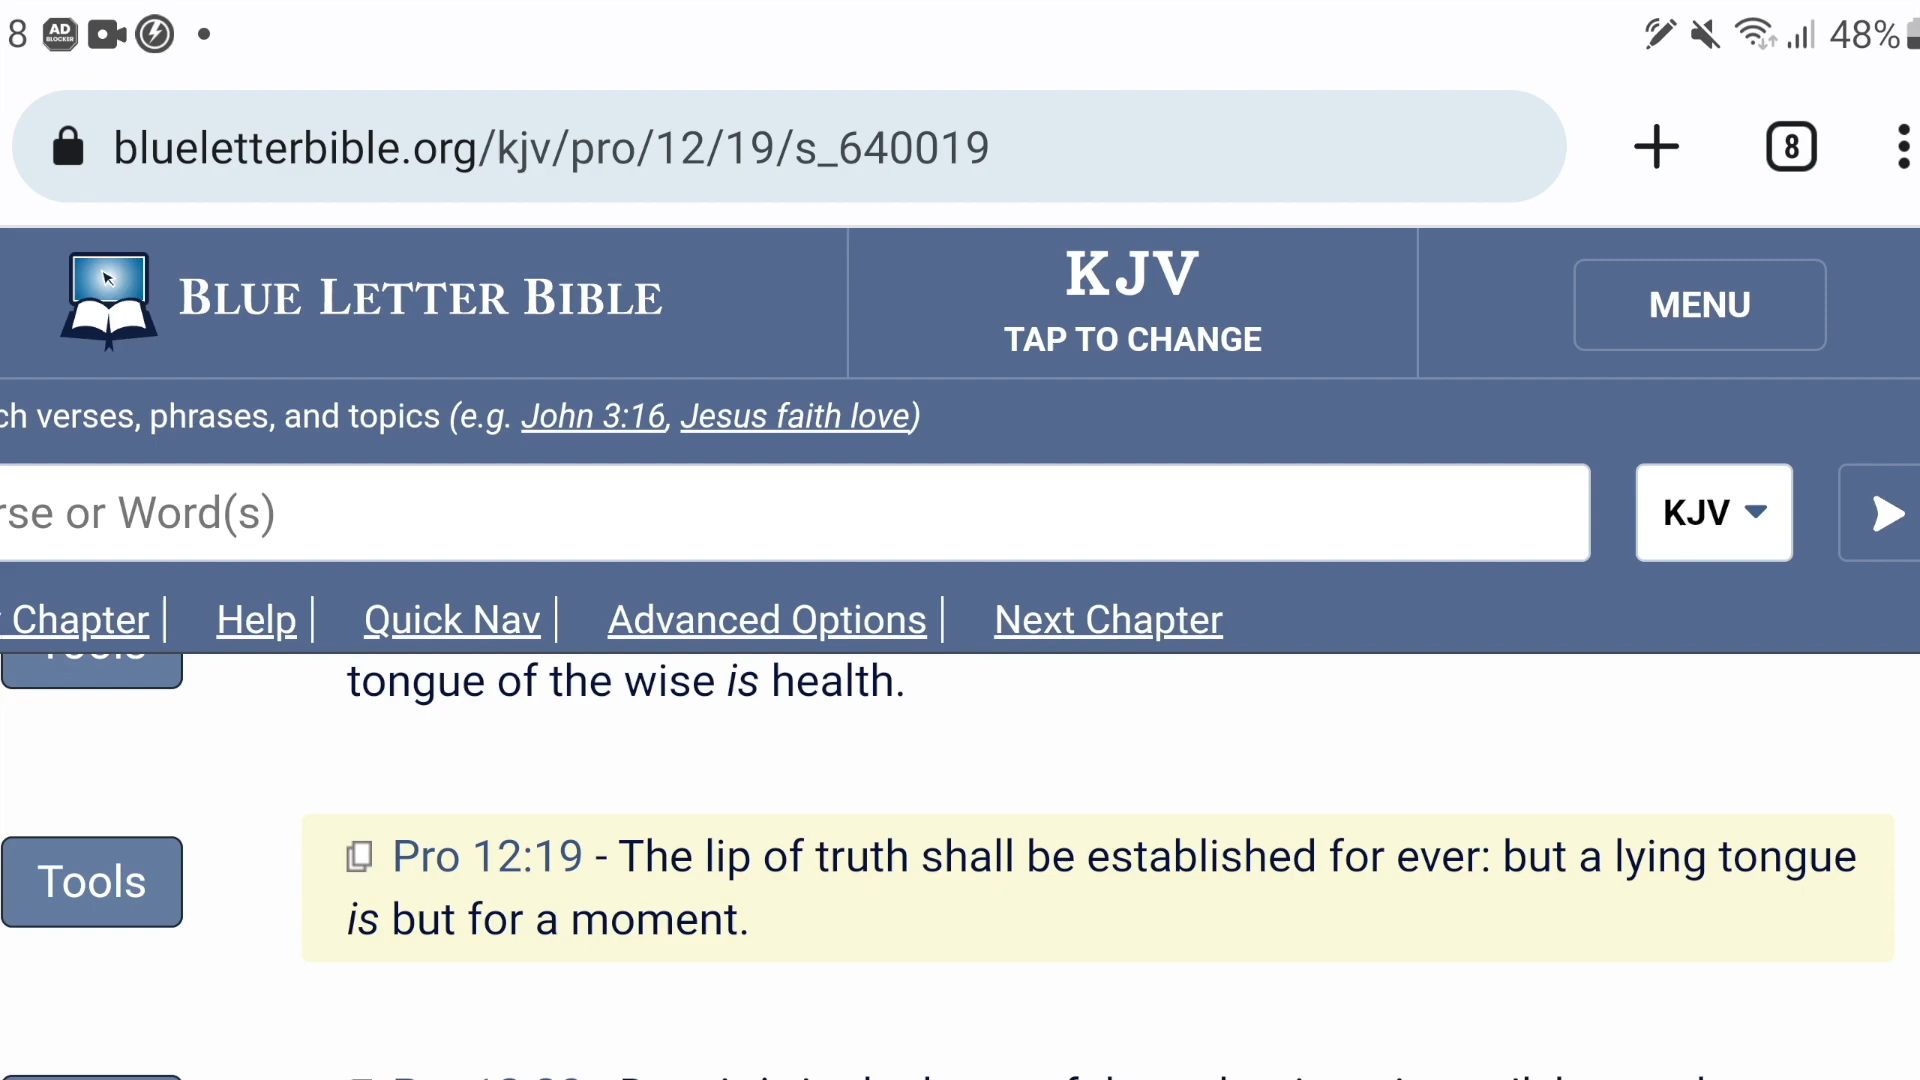 8 AD BLOCKER 48%
blueletterbible.org/kjv/pro/12/19/s_640019
8
BLUE LETTER BIBLE
KJV
TAP TO CHANGE
MENU
ch verses, phrases, and topics (e.g. John 3:16, Jesus faith love)
rse or Word(s)
KJV
Chapter | Help | Quick Nav | Advanced Options | Next Chapter
Tools
tongue of the wise is health.
Tools
Pro 12:19 - The lip of truth shall be established for ever: but a lying tongue
is but for a moment.